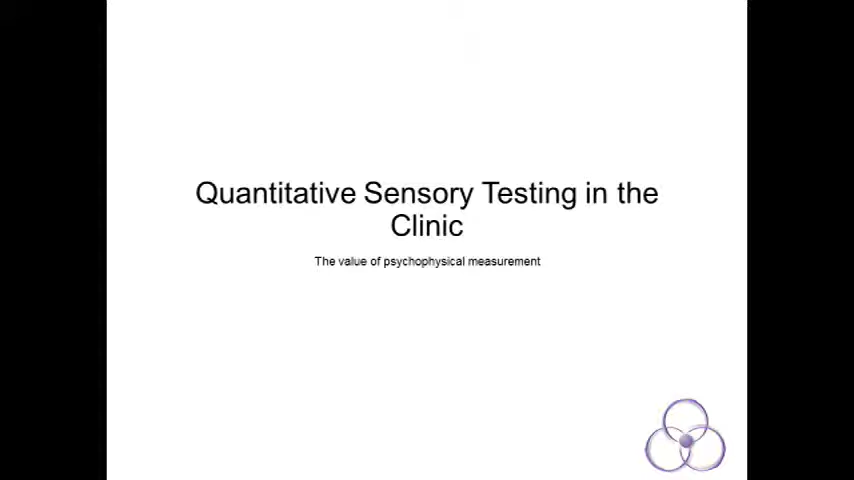 Quantitative Sensory Testing in the
Clinic
The value of psychophysical measurement